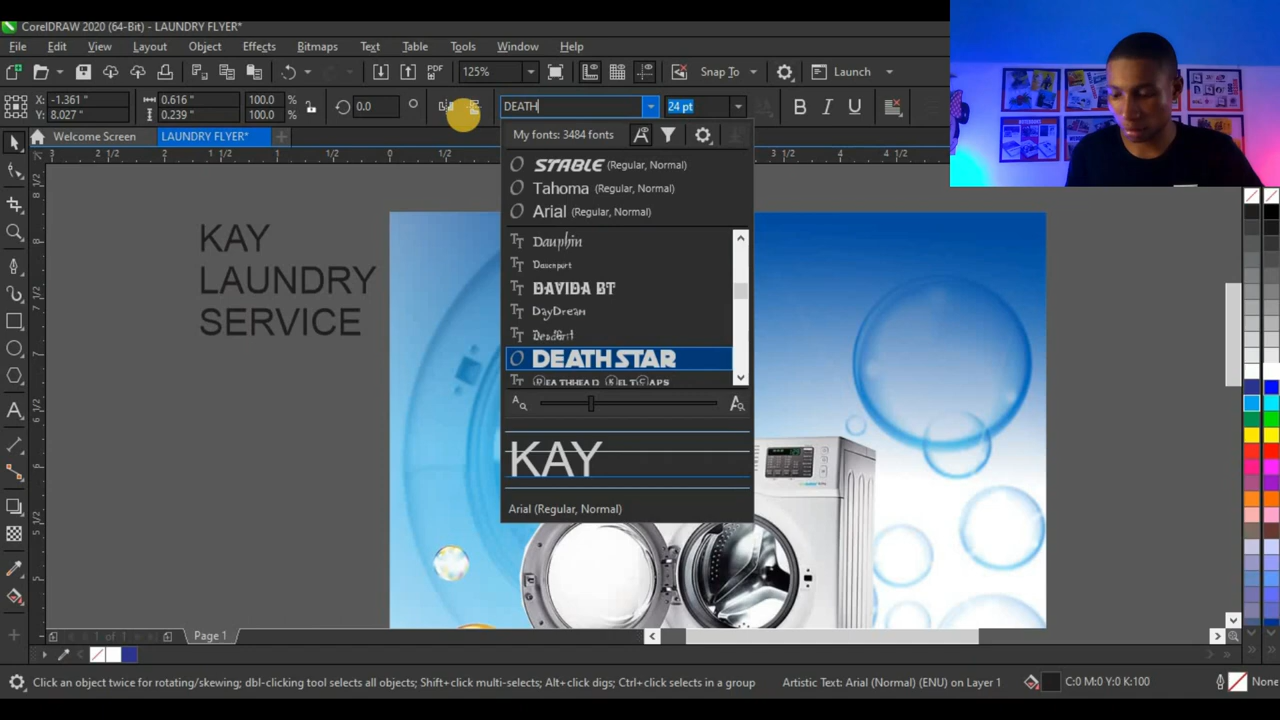 CorelDRAW 2020 (64-Bit) - LAUNDRY FLYER*
File Edit View Layout Object Effects Bitmaps Text Table Tools Window Help
PDF 125% Snap To Launch
X: -1.361 " 0.616 " 100.0 %
Y: 8.027 " 0.239 " 100.0 %
0.0
DEATH 24 pt B I U
Welcome Screen LAUNDRY FLYER*
My fonts: 3484 fonts
STABLE (Regular, Normal)
Tahoma (Regular, Normal)
Arial (Regular, Normal)
Dauphin
Davenport
DAVIDA BT
DayDream
DEATH STAR
KAY
Arial (Regular, Normal)
KAY
LAUNDRY
SERVICE
1 of 1 Page 1
Click an object twice for rotating/skewing; dbl-clicking tool selects all objects; Shift+click multi-selects; Alt+click digs; Ctrl+click selects in a group
Artistic Text: Arial (Normal) (ENU) on Layer 1
C:0 M:0 Y:0 K:100
None